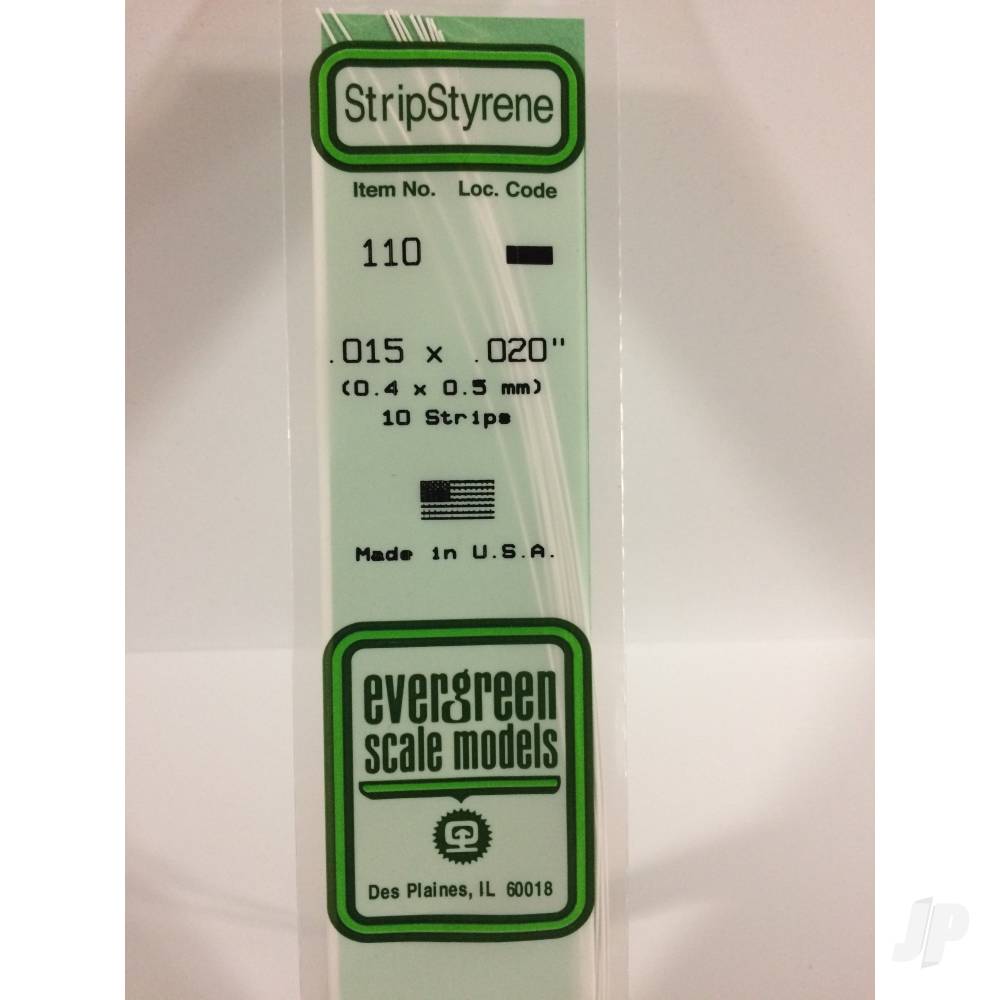 StripStyrene
Item No. Loc. Code
110
.015 x .020"
(0.4 x 0.5 mm)
10 Strips
Made in U.S.A.
evergreen
scale models
Des Plaines, IL 60018
JP